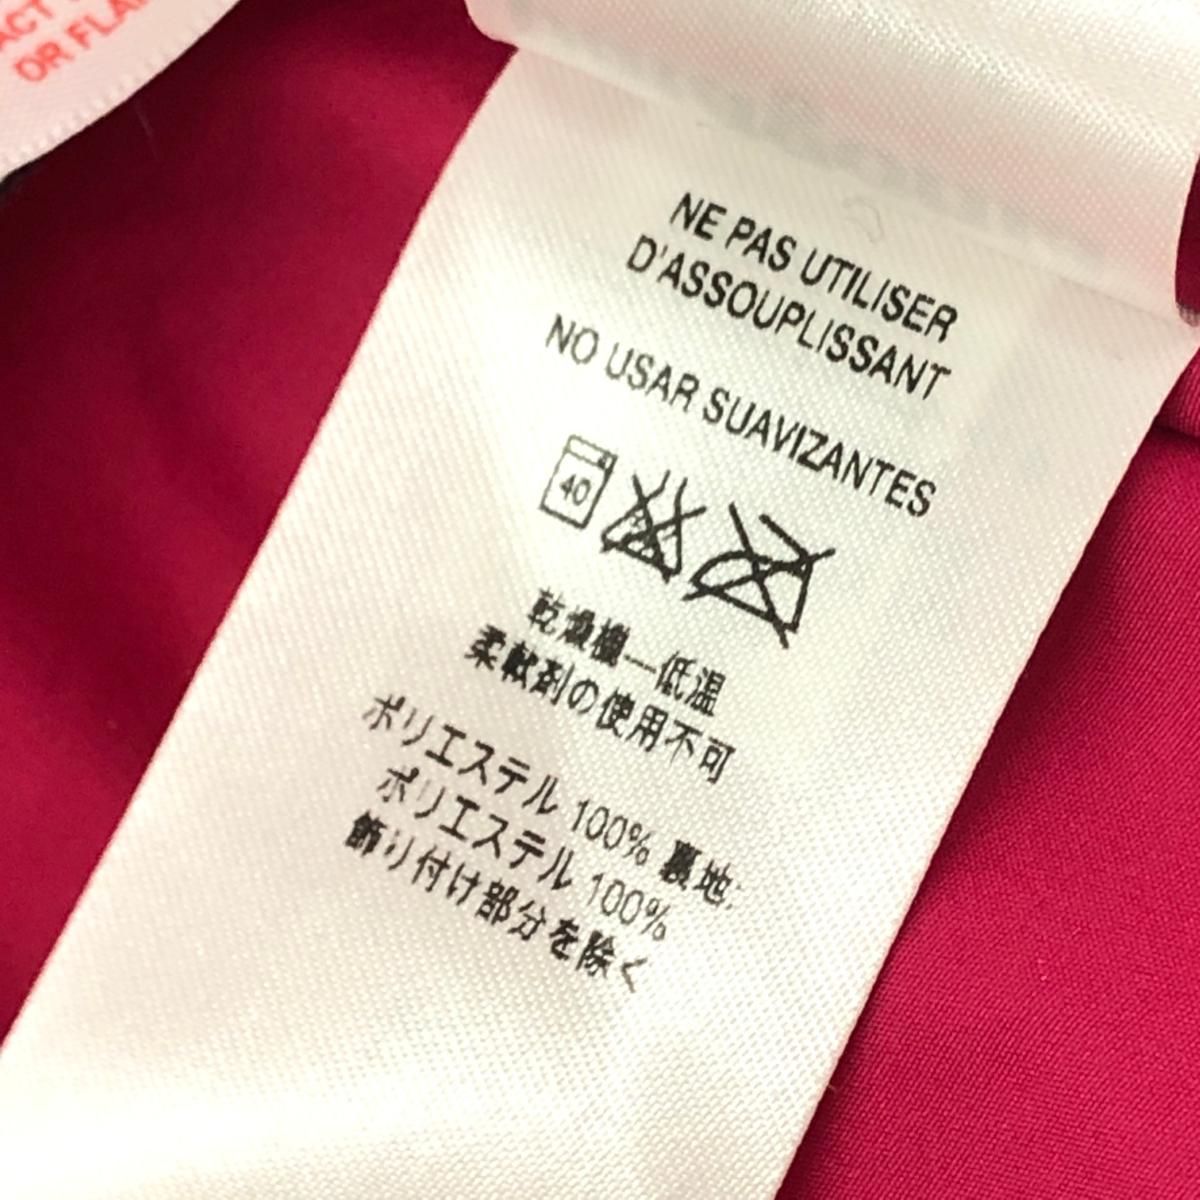 ACT
OR FLA
NE PAS UTILISER
D'ASSOUPLISSANT
NO USAR SUAVIZANTES
40
乾燥機—低温
柔軟剤の使用不可
ポリエステル 100% 裏地:
ポリエステル 100%
飾り付け部分を除く